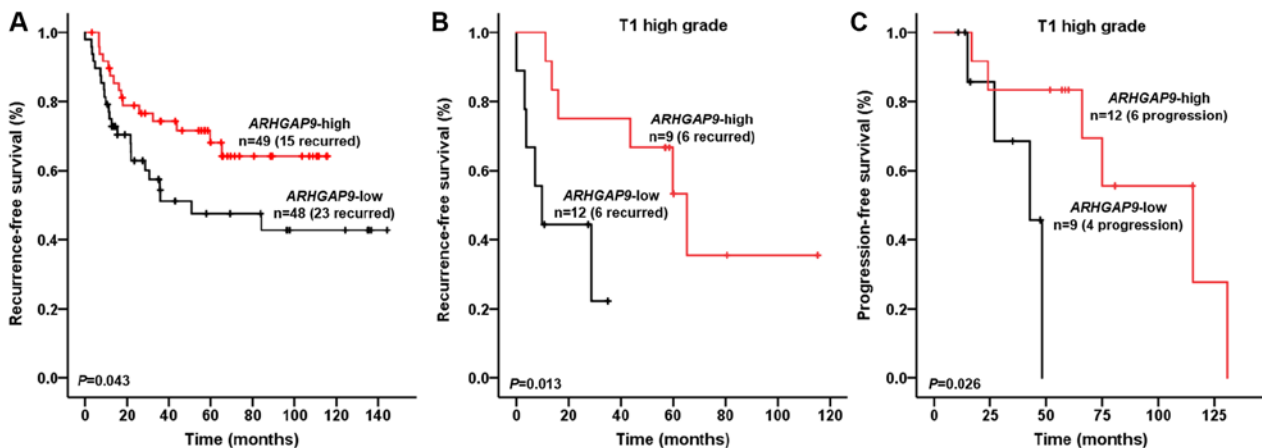 A
Recurrence-free survival (%)
1.0
0.8
0.6
0.4
0.2
0.0
ARHGAP9-high
n=49 (15 recurred)
ARHGAP9-low
n=48 (23 recurred)
P=0.043
0 20 40 60 80 100 120 140
Time (months)
B
T1 high grade
Recurrence-free survival (%)
1.0
0.8
0.6
0.4
0.2
0.0
ARHGAP9-high
n=9 (6 recurred)
ARHGAP9-low
n=12 (6 recurred)
P=0.013
0 20 40 60 80 100 120
Time (months)
C
T1 high grade
Progression-free survival (%)
1.0
0.8
0.6
0.4
0.2
0.0
ARHGAP9-high
n=12 (6 progression)
ARHGAP9-low
n=9 (4 progression)
P=0.026
0 25 50 75 100 125
Time (months)